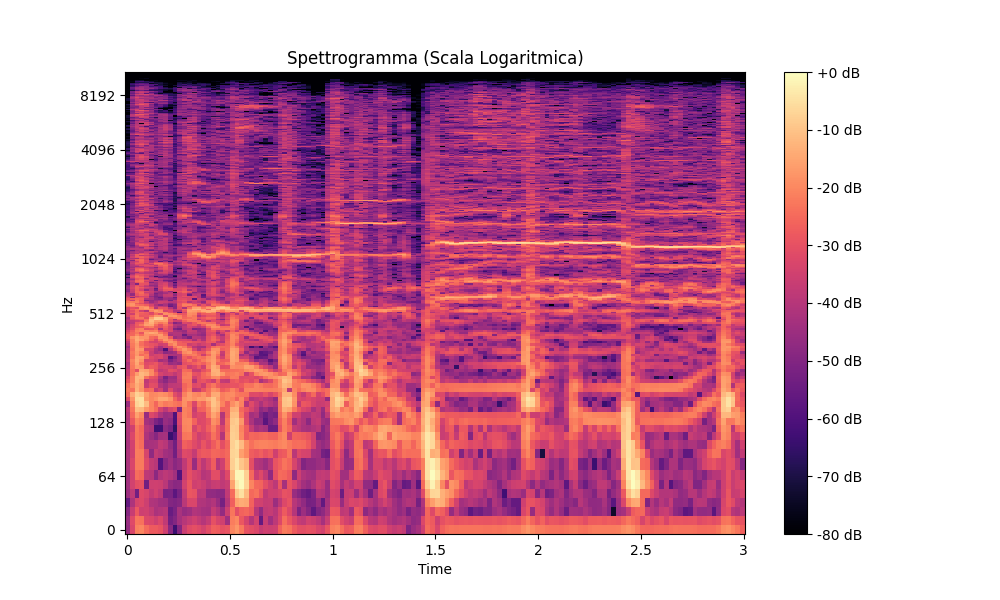 Spettrogramma (Scala Logaritmica)
Hz
8192
4096
2048
1024
512
256
128
64
0
0 0.5 1 1.5 2 2.5 3
Time
+0 dB
-10 dB
-20 dB
-30 dB
-40 dB
-50 dB
-60 dB
-70 dB
-80 dB